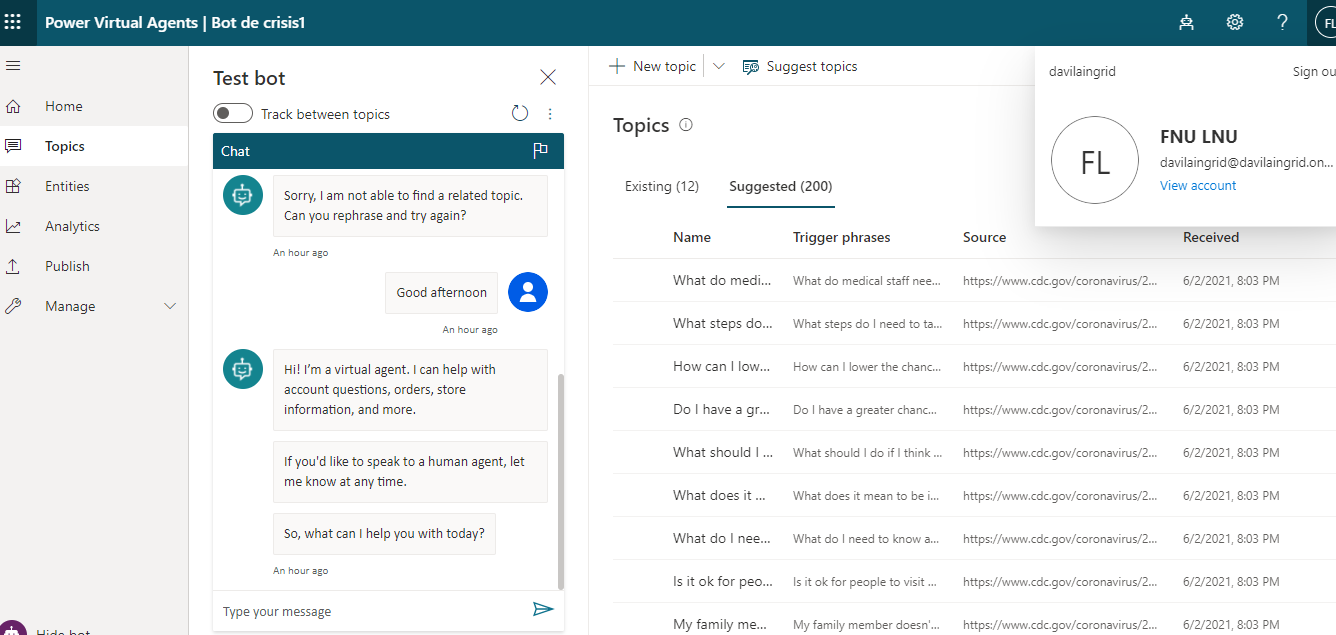 Power Virtual Agents | Bot de crisis1
FL
Home
Topics
Entities
Analytics
Publish
Manage
Test bot
Track between topics
Chat
Sorry, I am not able to find a related topic.
Can you rephrase and try again?
An hour ago
Good afternoon
An hour ago
Hi! I’m a virtual agent. I can help with
account questions, orders, store
information, and more.
If you'd like to speak to a human agent, let
me know at any time.
So, what can I help you with today?
An hour ago
Type your message
New topic
Suggest topics
davilaingrid
Sign ou
FL
FNU LNU
davilaingrid@davilaingrid.on...
View account
Topics
Existing (12)
Suggested (200)
Name Trigger phrases Source Received
What do medi... What do medical staff nee... https://www.cdc.gov/coronavirus/2... 6/2/2021, 8:03 PM
What steps do... What steps do I need to ta... https://www.cdc.gov/coronavirus/2... 6/2/2021, 8:03 PM
How can I low... How can I lower the chanc... https://www.cdc.gov/coronavirus/2... 6/2/2021, 8:03 PM
Do I have a gr... Do I have a greater chanc... https://www.cdc.gov/coronavirus/2... 6/2/2021, 8:03 PM
What should I ... What should I do if I think ... https://www.cdc.gov/coronavirus/2... 6/2/2021, 8:03 PM
What does it ... What does it mean to be i... https://www.cdc.gov/coronavirus/2... 6/2/2021, 8:03 PM
What do I nee... What do I need to know a... https://www.cdc.gov/coronavirus/2... 6/2/2021, 8:03 PM
Is it ok for peo... Is it ok for people to visit ... https://www.cdc.gov/coronavirus/2... 6/2/2021, 8:03 PM
My family me... My family member doesn'... https://www.cdc.gov/coronavirus/2... 6/2/2021, 8:03 PM
Hide bot